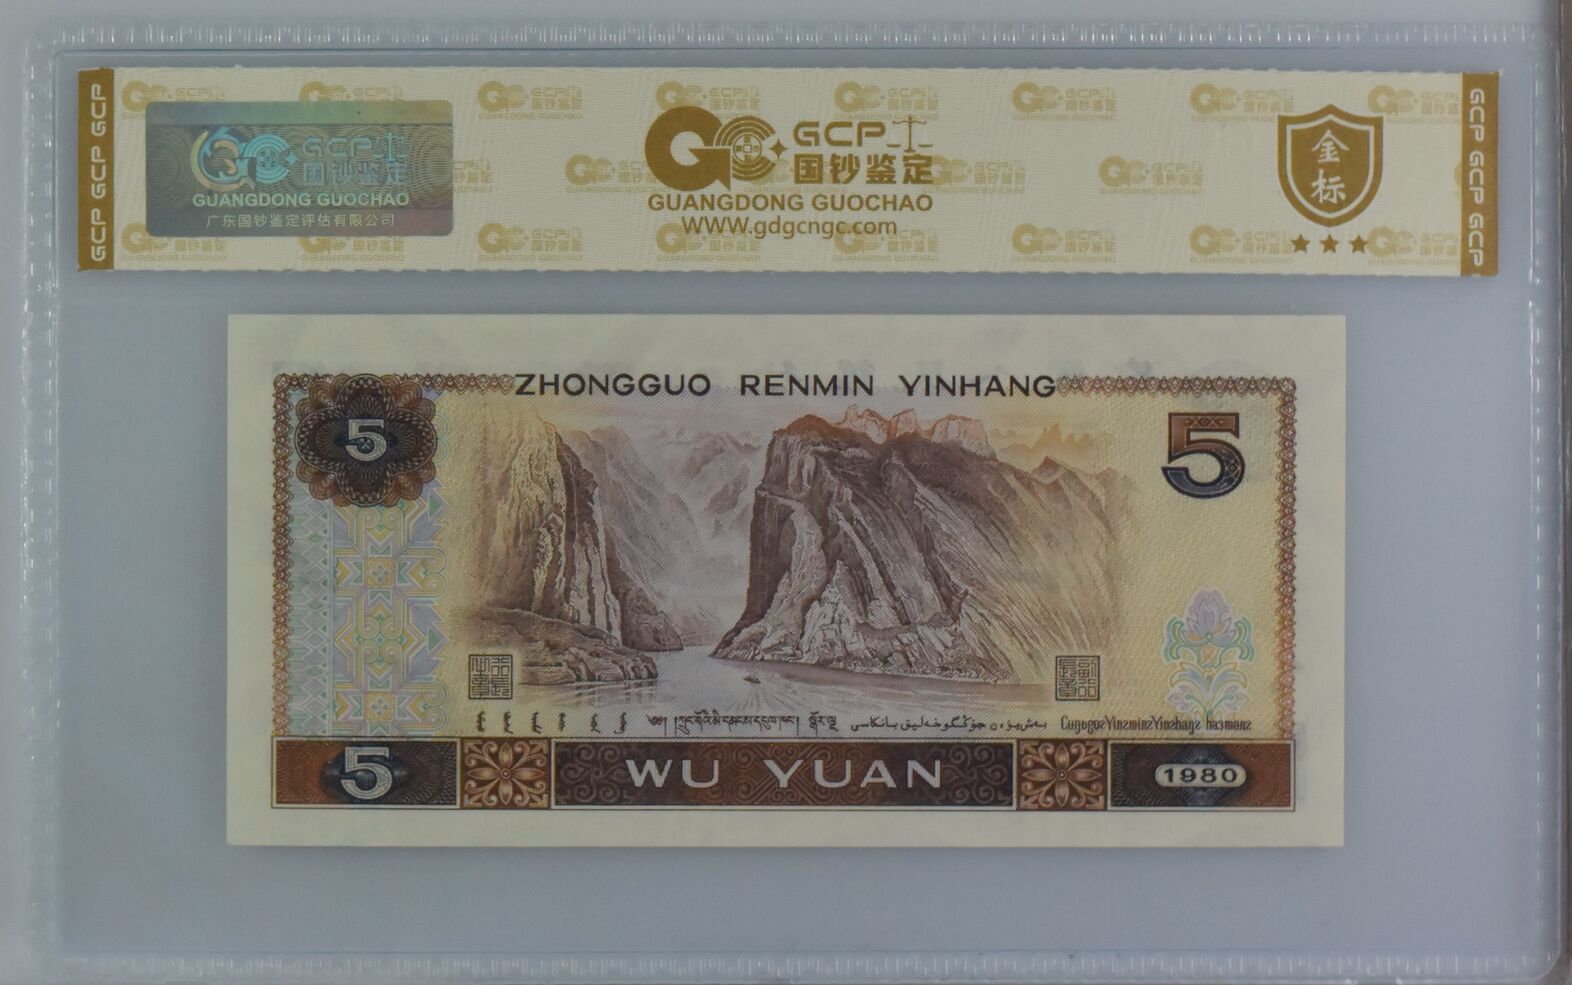 GCP GCP GCP
GCP 国钞鉴定
GUANGDONG GUOCHAO
广东国钞鉴定评估有限公司
GCP
国钞鉴定
GUANGDONG GUOCHAO
WWW.gdgcngc.com
金标
GCP GCP GCP
ZHONGGUO RENMIN YINHANG
5
5
5
WU YUAN
1980